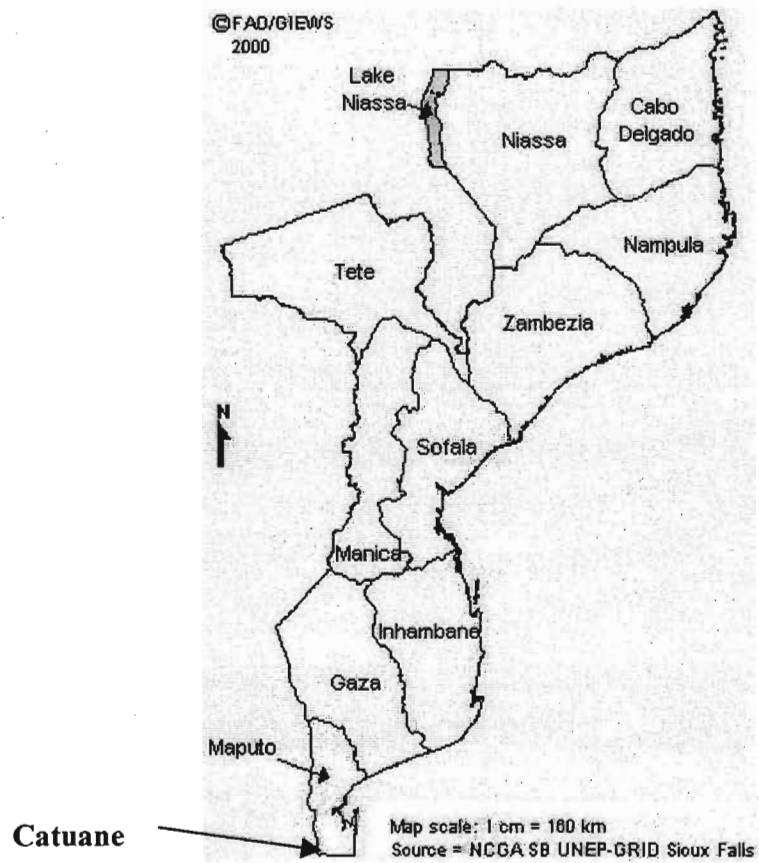 ©FAO/GIEWS
2000
Lake
Niassa
Cabo
Delgado
Niassa
Nampula
Tete
Zambezia
N
Sofala
Manica
Inhambane
Gaza
Maputo
Map scale: 1 cm = 160 km
Catuane
Source = NCGA SB UNEP-GRID Sioux Falls